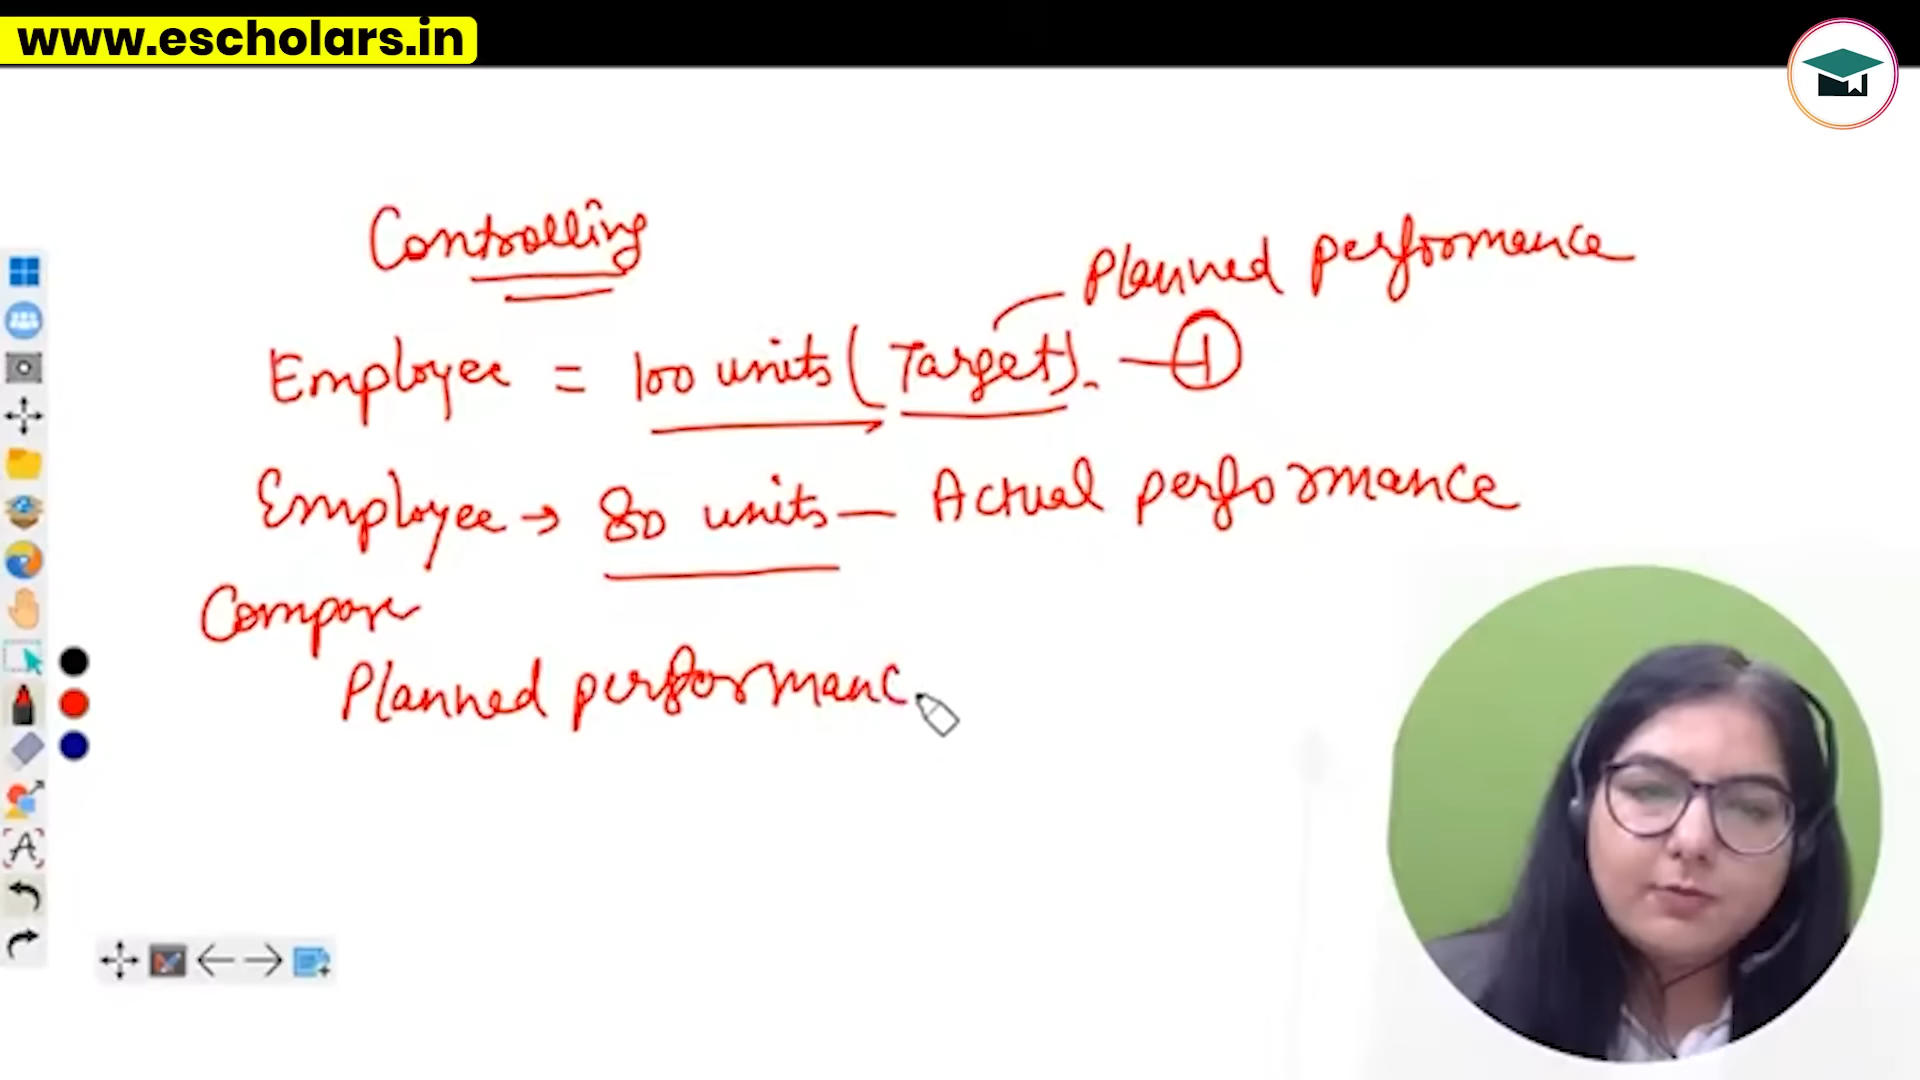 www.escholars.in
Controlling
Planned performance
Employee = 100 units (Target). — 1
Employee → 80 units — Actual performance
Compare
Planned performanc